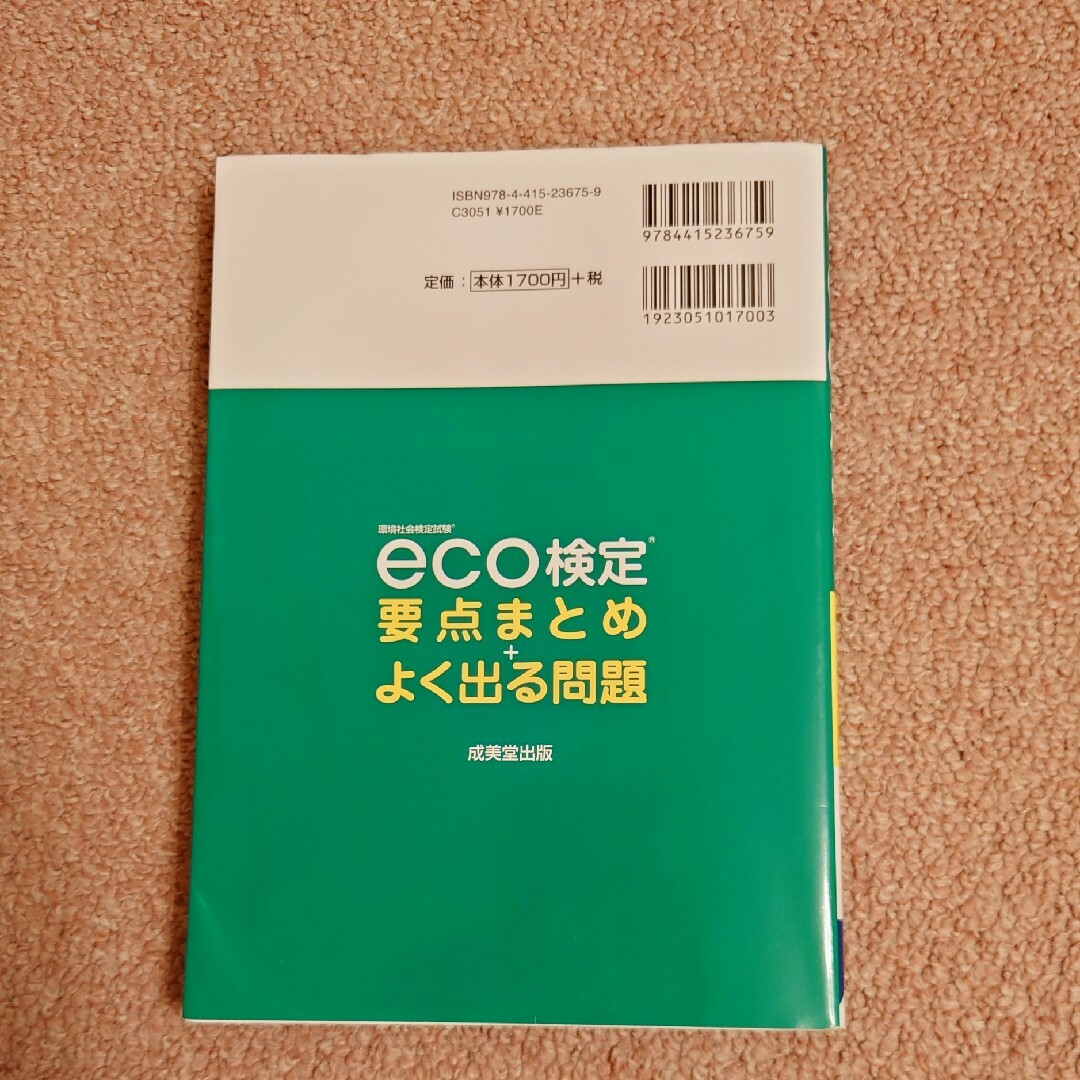 ISBN978-4-415-23675-9
C3051 ¥1700E
9784415236759
定価：本体1700円+税
1923051017003
環境社会検定試験®
eco検定®
要点まとめ
+
よく出る問題
成美堂出版